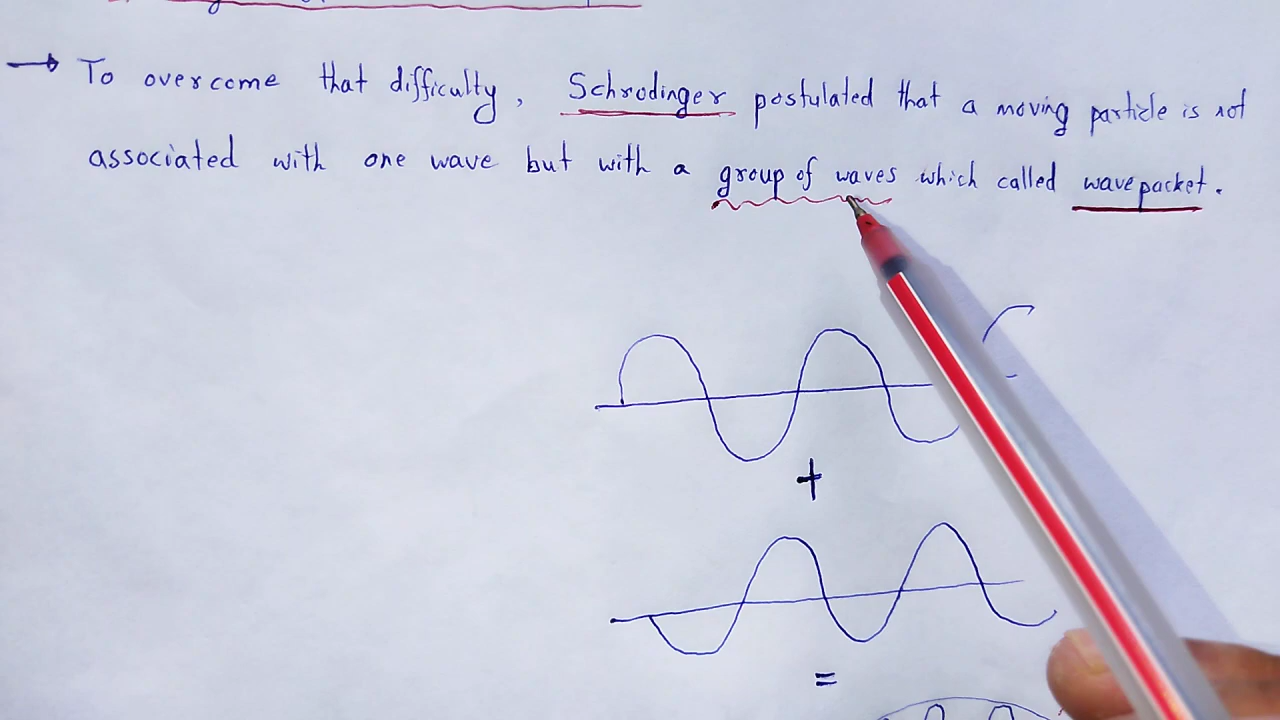 → To overcome that difficulty, Schrodinger postulated that a moving particle is not
associated with one wave but with a group of waves which called wavepacket.
+
=